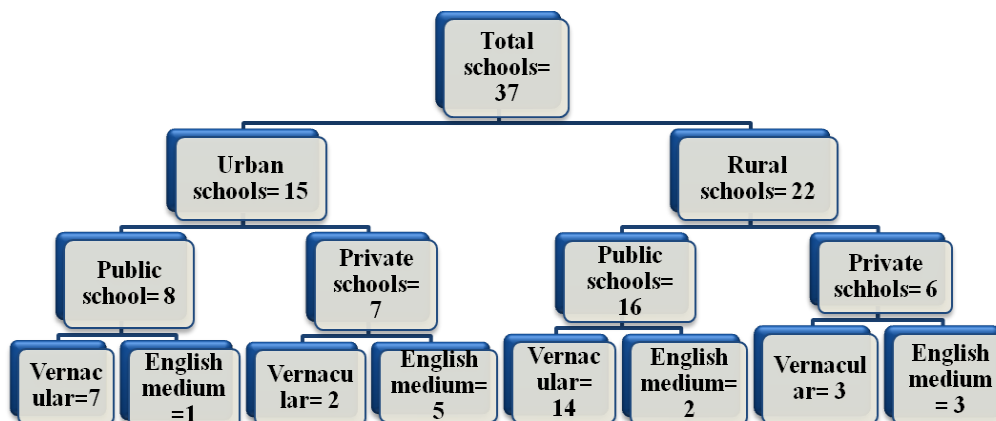 Total
schools=
37
Urban
schools= 15
Rural
schools= 22
Public
school= 8
Private
schools=
7
Public
schools=
16
Private
schhols= 6
Vernac
ular=7
English
medium
=1
Vernacu
lar= 2
English
medium=
5
Vernac
ular=
14
English
medium=
2
Vernacul
ar= 3
English
medium
= 3